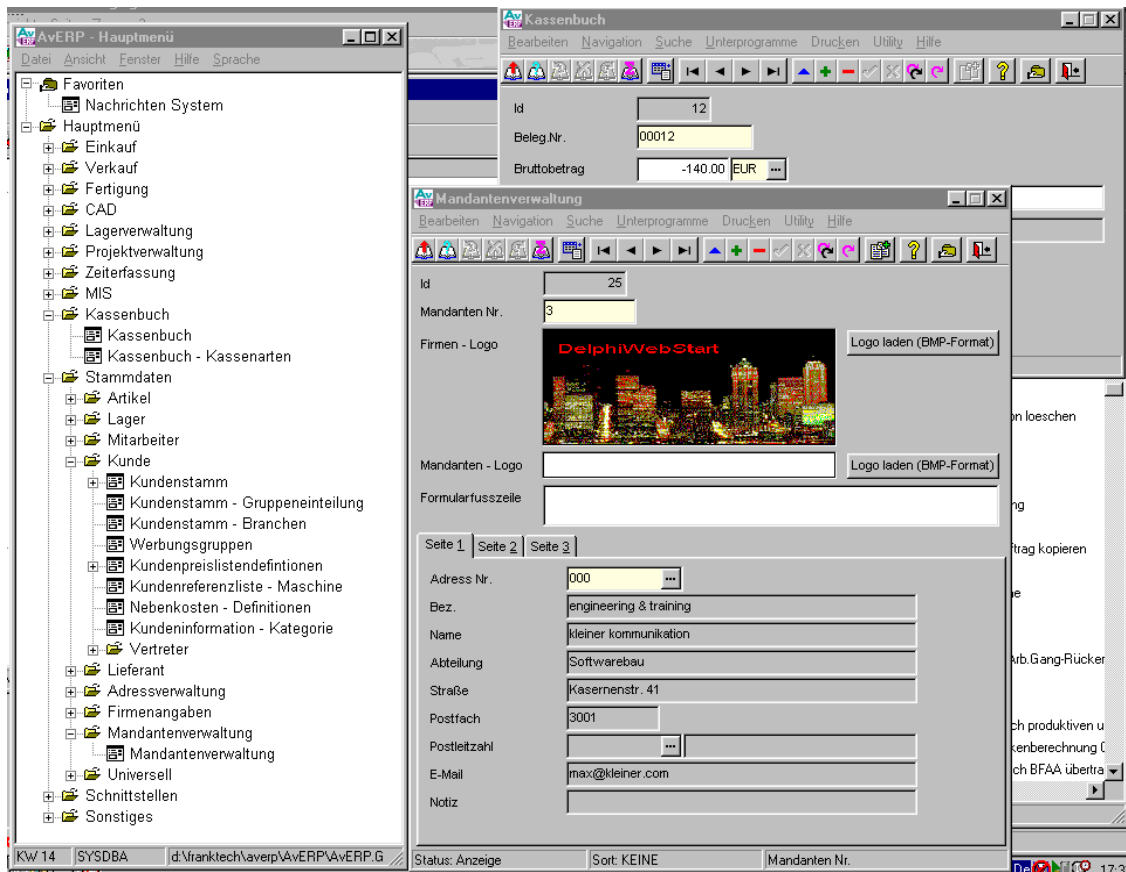 AvERP - Hauptmenü
Datei Ansicht Fenster Hilfe Sprache
Favoriten
Nachrichten System
Hauptmenü
Einkauf
Verkauf
Fertigung
CAD
Lagerverwaltung
Projektverwaltung
Zeiterfassung
MIS
Kassenbuch
Kassenbuch
Kassenbuch - Kassenarten
Stammdaten
Artikel
Lager
Mitarbeiter
Kunde
Kundenstamm
Kundenstamm - Gruppeneinteilung
Kundenstamm - Branchen
Werbungsgruppen
Kundenpreislistendefintionen
Kundenreferenzliste - Maschine
Nebenkosten - Definitionen
Kundeninformation - Kategorie
Vertreter
Lieferant
Adressverwaltung
Firmenangaben
Mandantenverwaltung
Mandantenverwaltung
Universell
Schnittstellen
Sonstiges
KW 14 SYSDBA d:\franktech\averp\AvERP\AvERP.G
Kassenbuch
Bearbeiten Navigation Suche Unterprogramme Drucken Utility Hilfe
Id 12
Beleg.Nr. 00012
Bruttobetrag -140.00 EUR ...
Mandantenverwaltung
Bearbeiten Navigation Suche Unterprogramme Drucken Utility Hilfe
Id 25
Mandanten Nr. 3
Firmen - Logo DelphiWebStart Logo laden (BMP-Format)
Mandanten - Logo Logo laden (BMP-Format)
Formularfusszeile
Seite 1 Seite 2 Seite 3
Adress Nr. 000 ...
Bez. engineering & training
Name kleiner kommunikation
Abteilung Softwarebau
Straße Kasernenstr. 41
Postfach 3001
Postleitzahl ...
E-Mail max@kleiner.com
Notiz
Status: Anzeige Sort: KEINE Mandanten Nr.
on loeschen
ng
ftrag kopieren
Arb.Gang-Rücker
ch produktiven u
kenberechnung
ch BFAA übertra
De 17:3